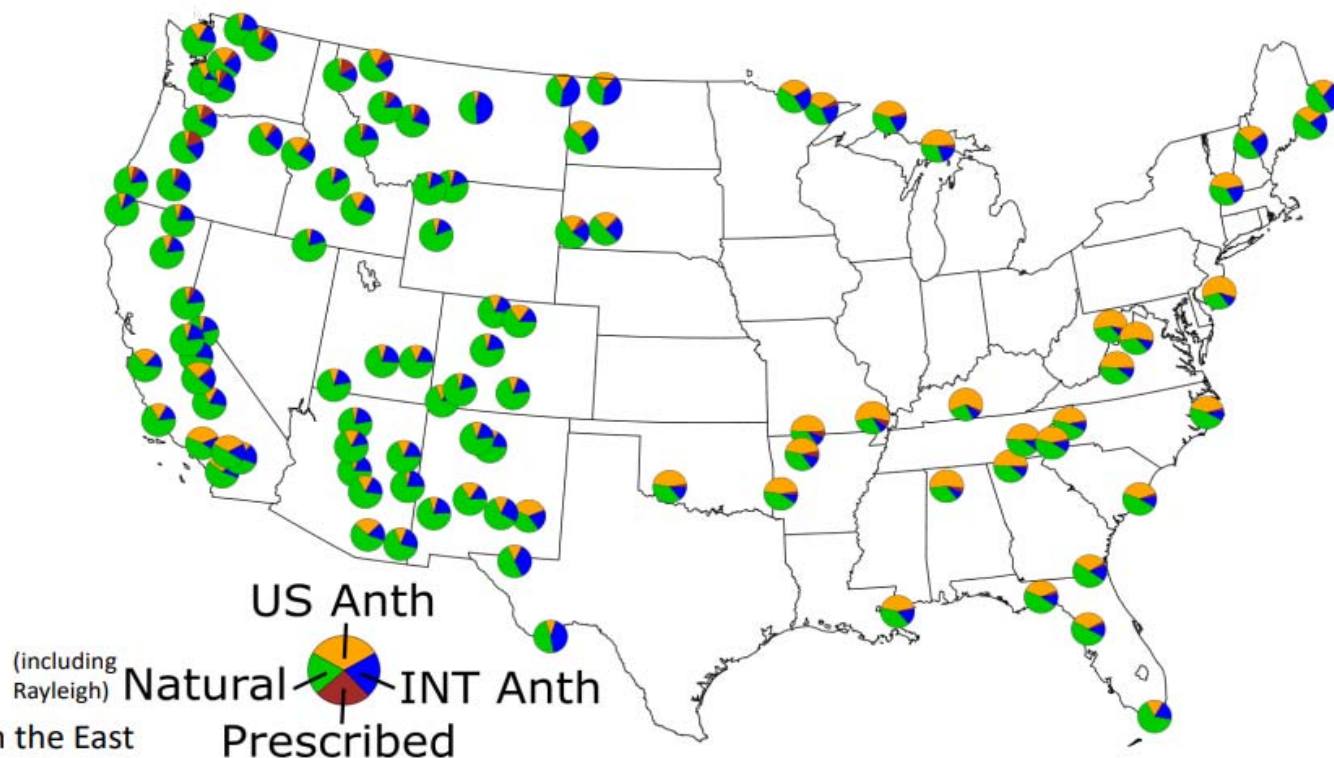 US Anth
(including
Rayleigh)
Natural
INT Anth
Prescribed
the East